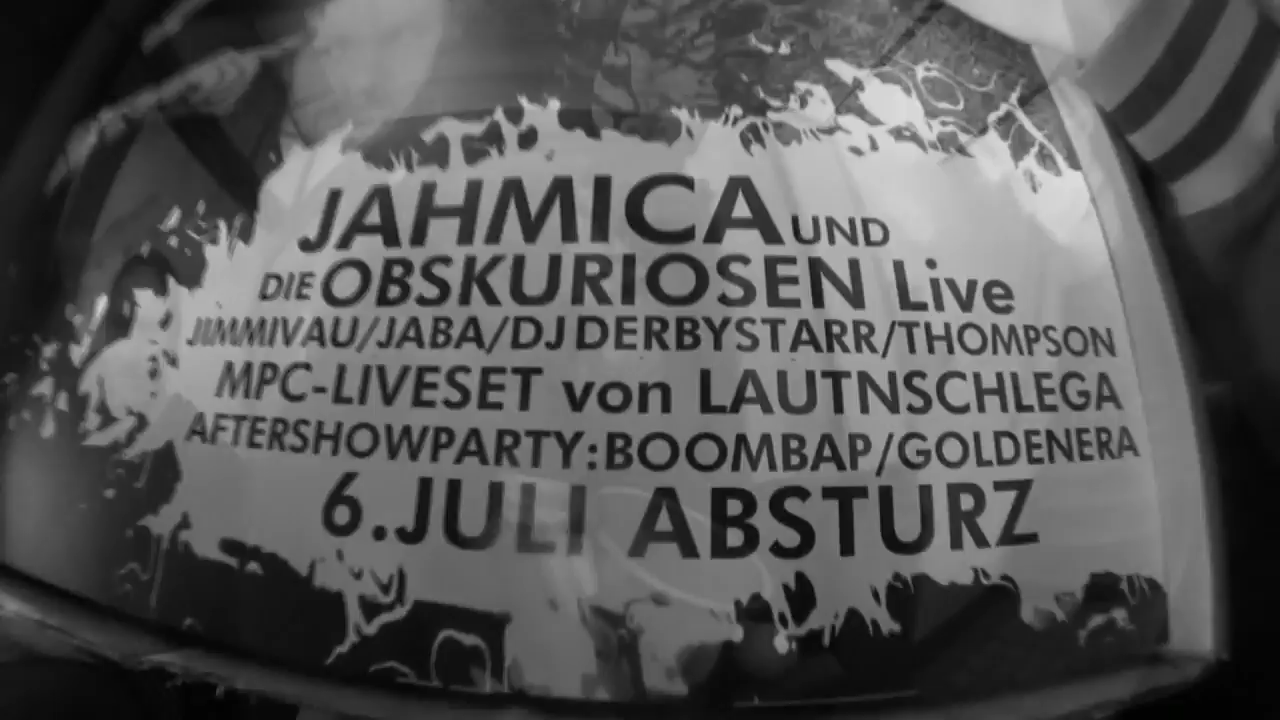 JAHMICA UND
DIE OBSKURIOSEN Live
JIMMIVAU/JABA/DJ DERBYSTARR/THOMPSON
MPC-LIVESET von LAUTNSCHLEGA
AFTERSHOWPARTY:BOOMBAP/GOLDENERA
6.JULI ABSTURZ